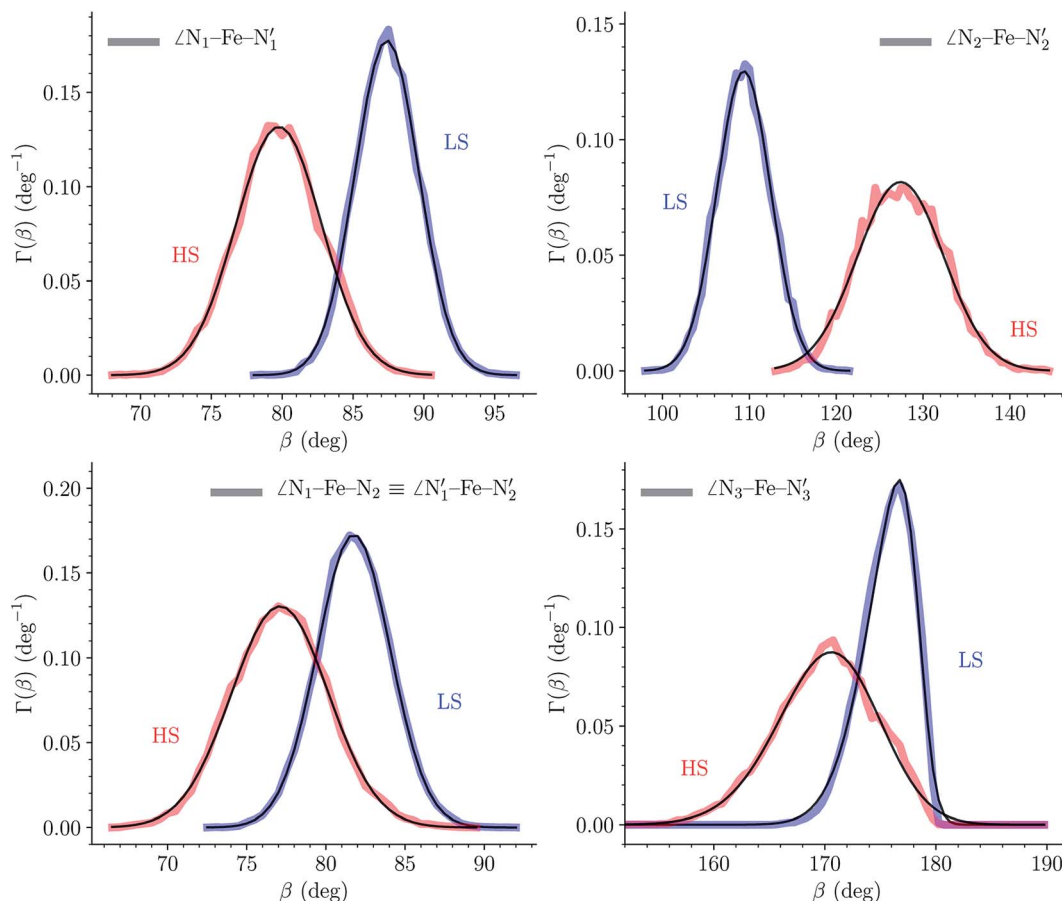 ∠N₁–Fe–N′₁
LS
HS
Γ(β) (deg⁻¹)
0.15
0.10
0.05
0.00
70 75 80 85 90 95
β (deg)
∠N₂–Fe–N′₂
LS
HS
Γ(β) (deg⁻¹)
0.15
0.10
0.05
0.00
100 110 120 130 140
β (deg)
∠N₁–Fe–N₂ ≡ ∠N′₁–Fe–N′₂
HS
LS
Γ(β) (deg⁻¹)
0.20
0.15
0.10
0.05
0.00
70 75 80 85 90
β (deg)
∠N₃–Fe–N′₃
LS
HS
Γ(β) (deg⁻¹)
0.15
0.10
0.05
0.00
160 170 180 190
β (deg)